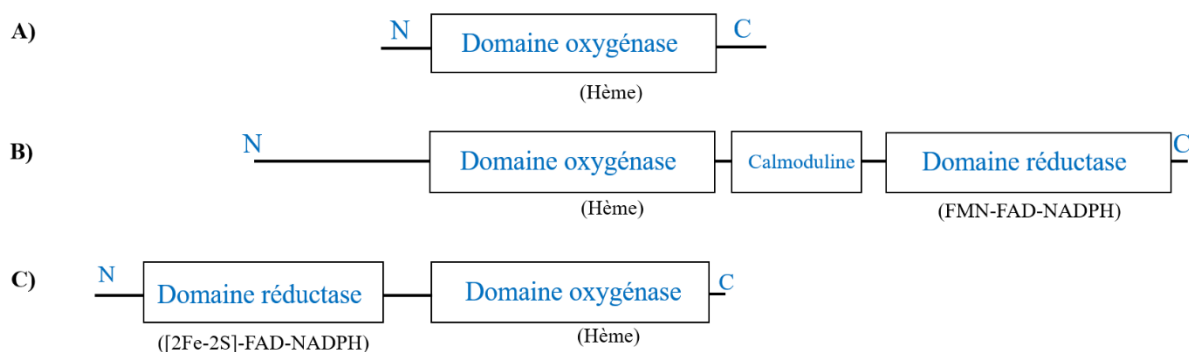 A) N Domaine oxygénase C
(Hème)
B) N Domaine oxygénase Calmoduline Domaine réductase C
(Hème) (FMN-FAD-NADPH)
C) N Domaine réductase Domaine oxygénase C
([2Fe-2S]-FAD-NADPH) (Hème)